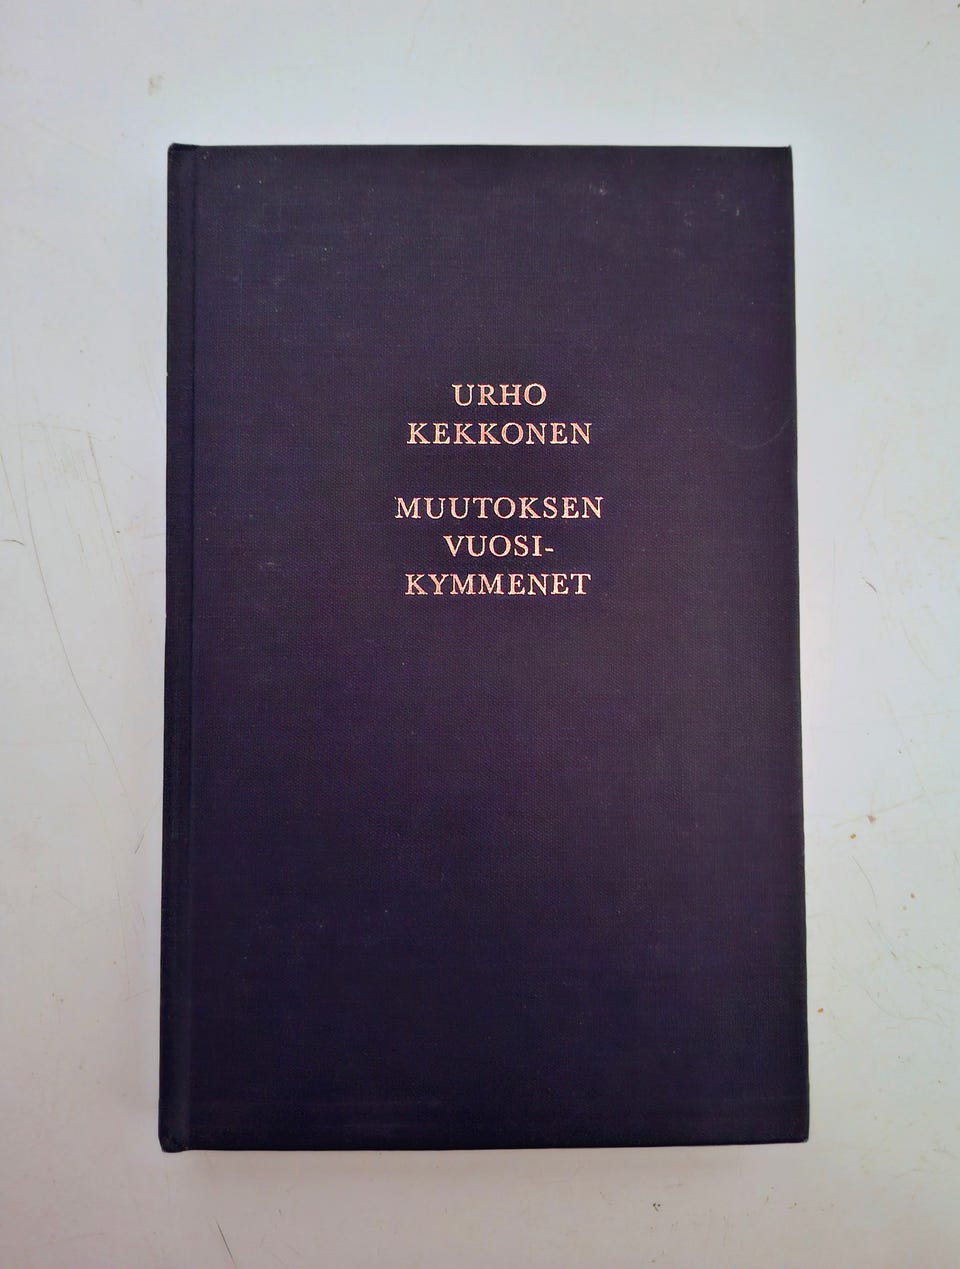 URHO
KEKKONEN
MUUTOKSEN
VUOSI-
KYMMENET